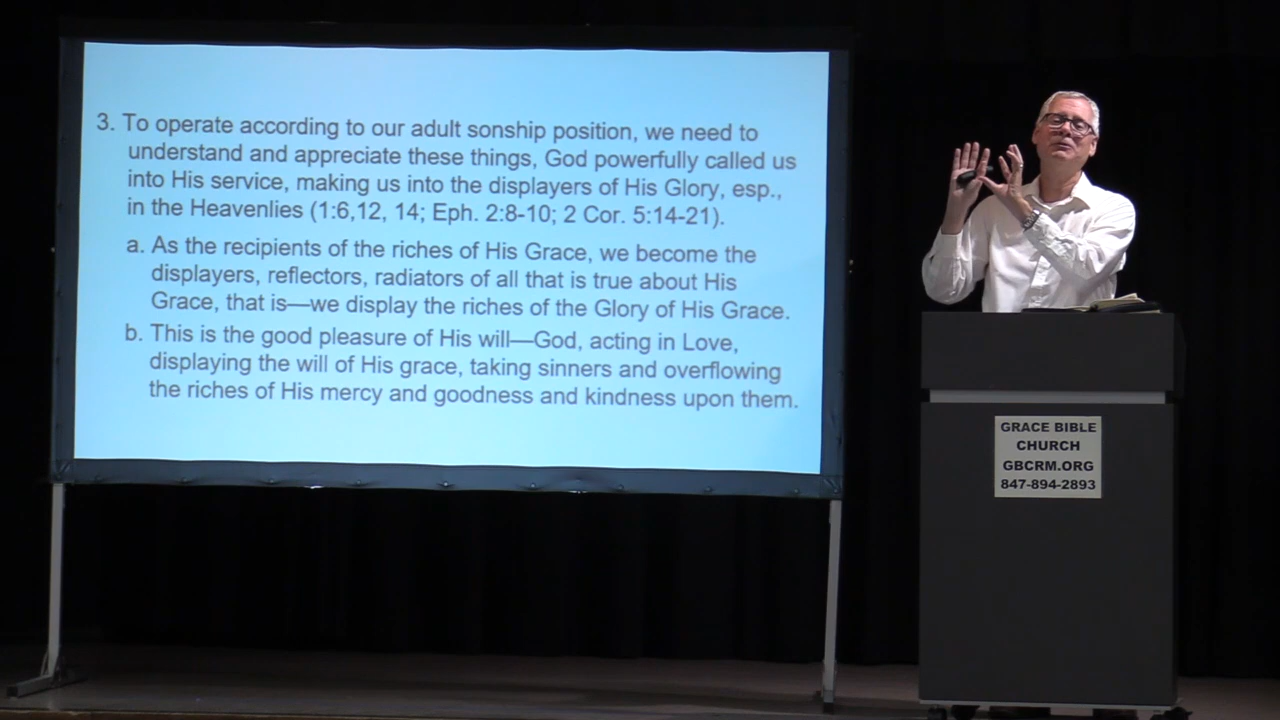 3. To operate according to our adult sonship position, we need to
understand and appreciate these things, God powerfully called us
into His service, making us into the displayers of His Glory, esp.,
in the Heavenlies (1:6,12, 14; Eph. 2:8-10; 2 Cor. 5:14-21).
a. As the recipients of the riches of His Grace, we become the
displayers, reflectors, radiators of all that is true about His
Grace, that is—we display the riches of the Glory of His Grace.
b. This is the good pleasure of His will—God, acting in Love,
displaying the will of His grace, taking sinners and overflowing
the riches of His mercy and goodness and kindness upon them.
GRACE BIBLE
CHURCH
GBCRM.ORG
847-894-2893